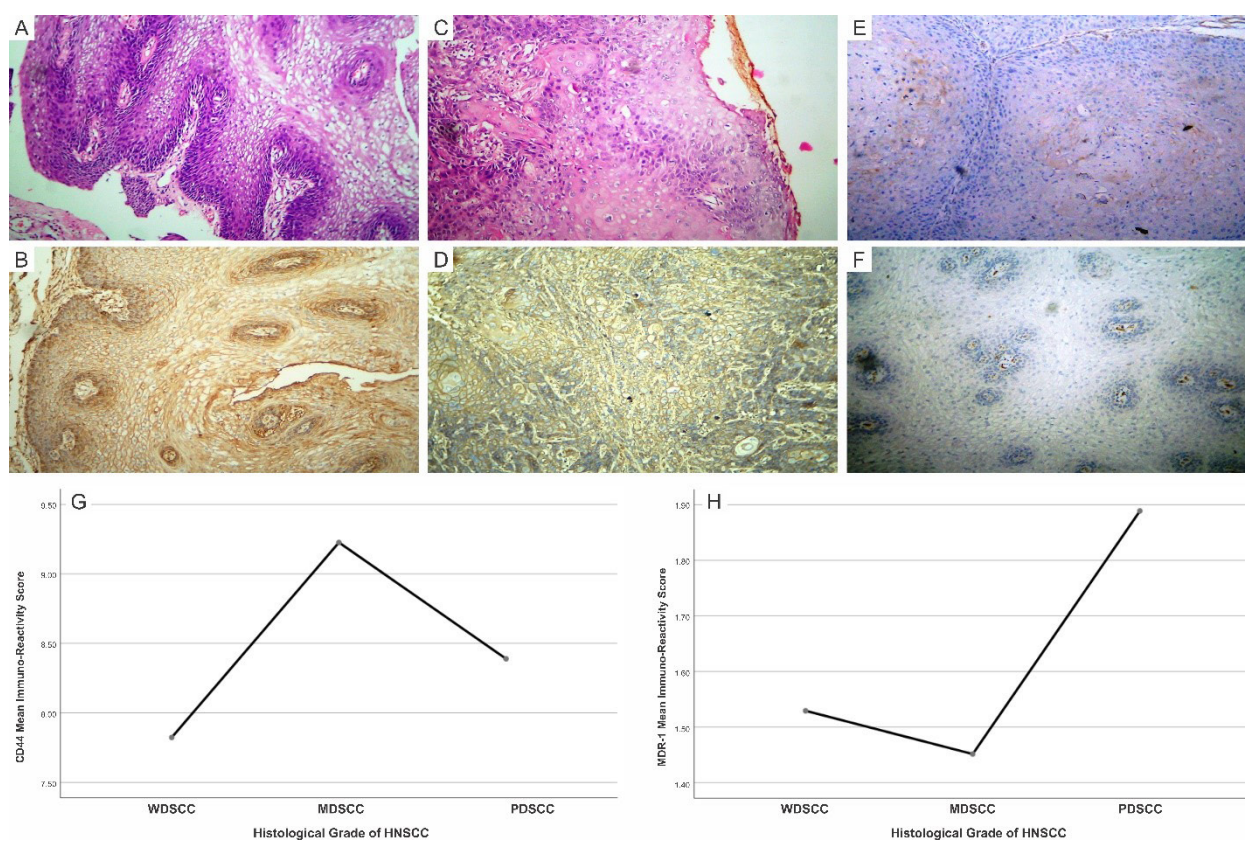 A
C
E
B
D
F
G
9.50
9.00
8.50
8.00
7.50
CD44 Mean Immuno-Reactivity Score
WDSCC
MDSCC
PDSCC
Histological Grade of HNSCC
H
1.90
1.80
1.70
1.60
1.50
1.40
MDR-1 Mean Immuno-Reactivity Score
WDSCC
MDSCC
PDSCC
Histological Grade of HNSCC